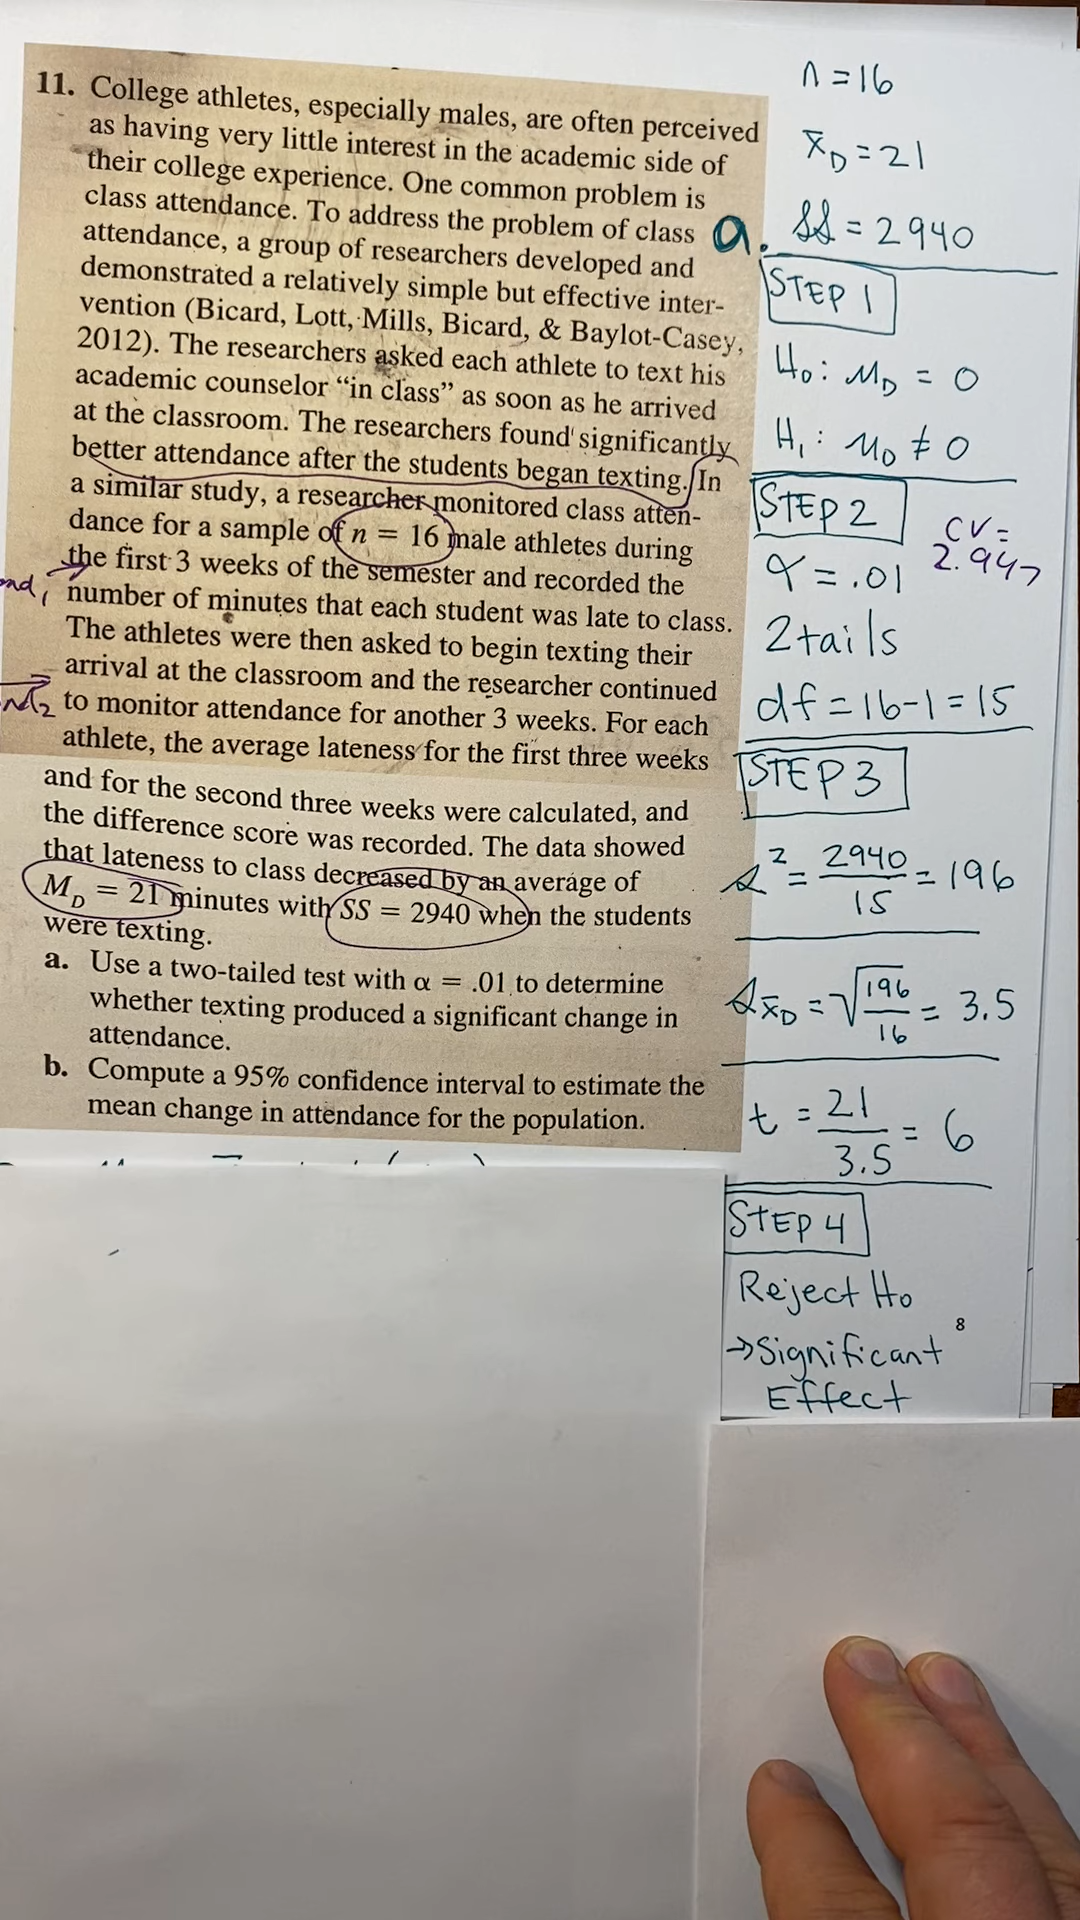 11. College athletes, especially males, are often perceived
as having very little interest in the academic side of
their college experience. One common problem is
class attendance. To address the problem of class
attendance, a group of researchers developed and
demonstrated a relatively simple but effective inter-
vention (Bicard, Lott, Mills, Bicard, & Baylot-Casey,
2012). The researchers asked each athlete to text his
academic counselor “in class” as soon as he arrived
at the classroom. The researchers found significantly
better attendance after the students began texting. In
a similar study, a researcher monitored class atten-
dance for a sample of n = 16 male athletes during
the first 3 weeks of the semester and recorded the
number of minutes that each student was late to class.
The athletes were then asked to begin texting their
arrival at the classroom and the researcher continued
to monitor attendance for another 3 weeks. For each
athlete, the average lateness for the first three weeks
and for the second three weeks were calculated, and
the difference score was recorded. The data showed
that lateness to class decreased by an average of
M_D = 21 minutes with SS = 2940 when the students
were texting.
a. Use a two-tailed test with α = .01 to determine
whether texting produced a significant change in
attendance.
b. Compute a 95% confidence interval to estimate the
mean change in attendance for the population.
n = 16
x̄_D = 21
a. SS = 2940
STEP 1
H₀: μ_D = 0
H₁: μ_D ≠ 0
STEP 2
CV =
2.947
α = .01
2 tails
df = 16-1 = 15
STEP 3
s² = 2940/15 = 196
s_x̄D = √196/16 = 3.5
t = 21/3.5 = 6
STEP 4
Reject H₀
8
→ Significant
Effect